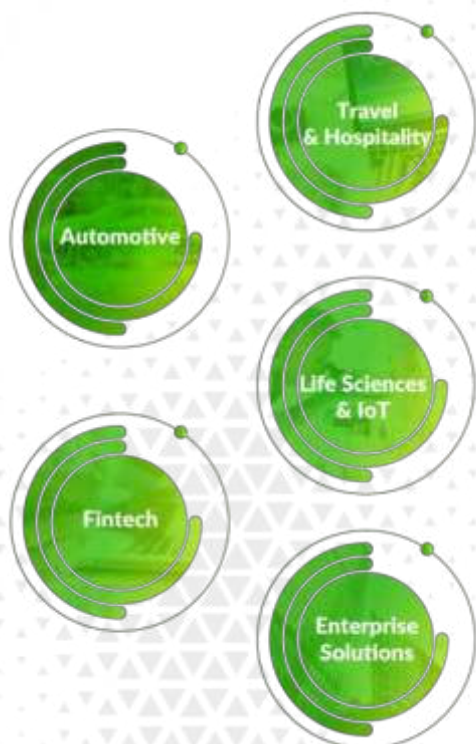 Travel
& Hospitality
Automotive
Life Sciences
& IoT
Fintech
Enterprise
Solutions